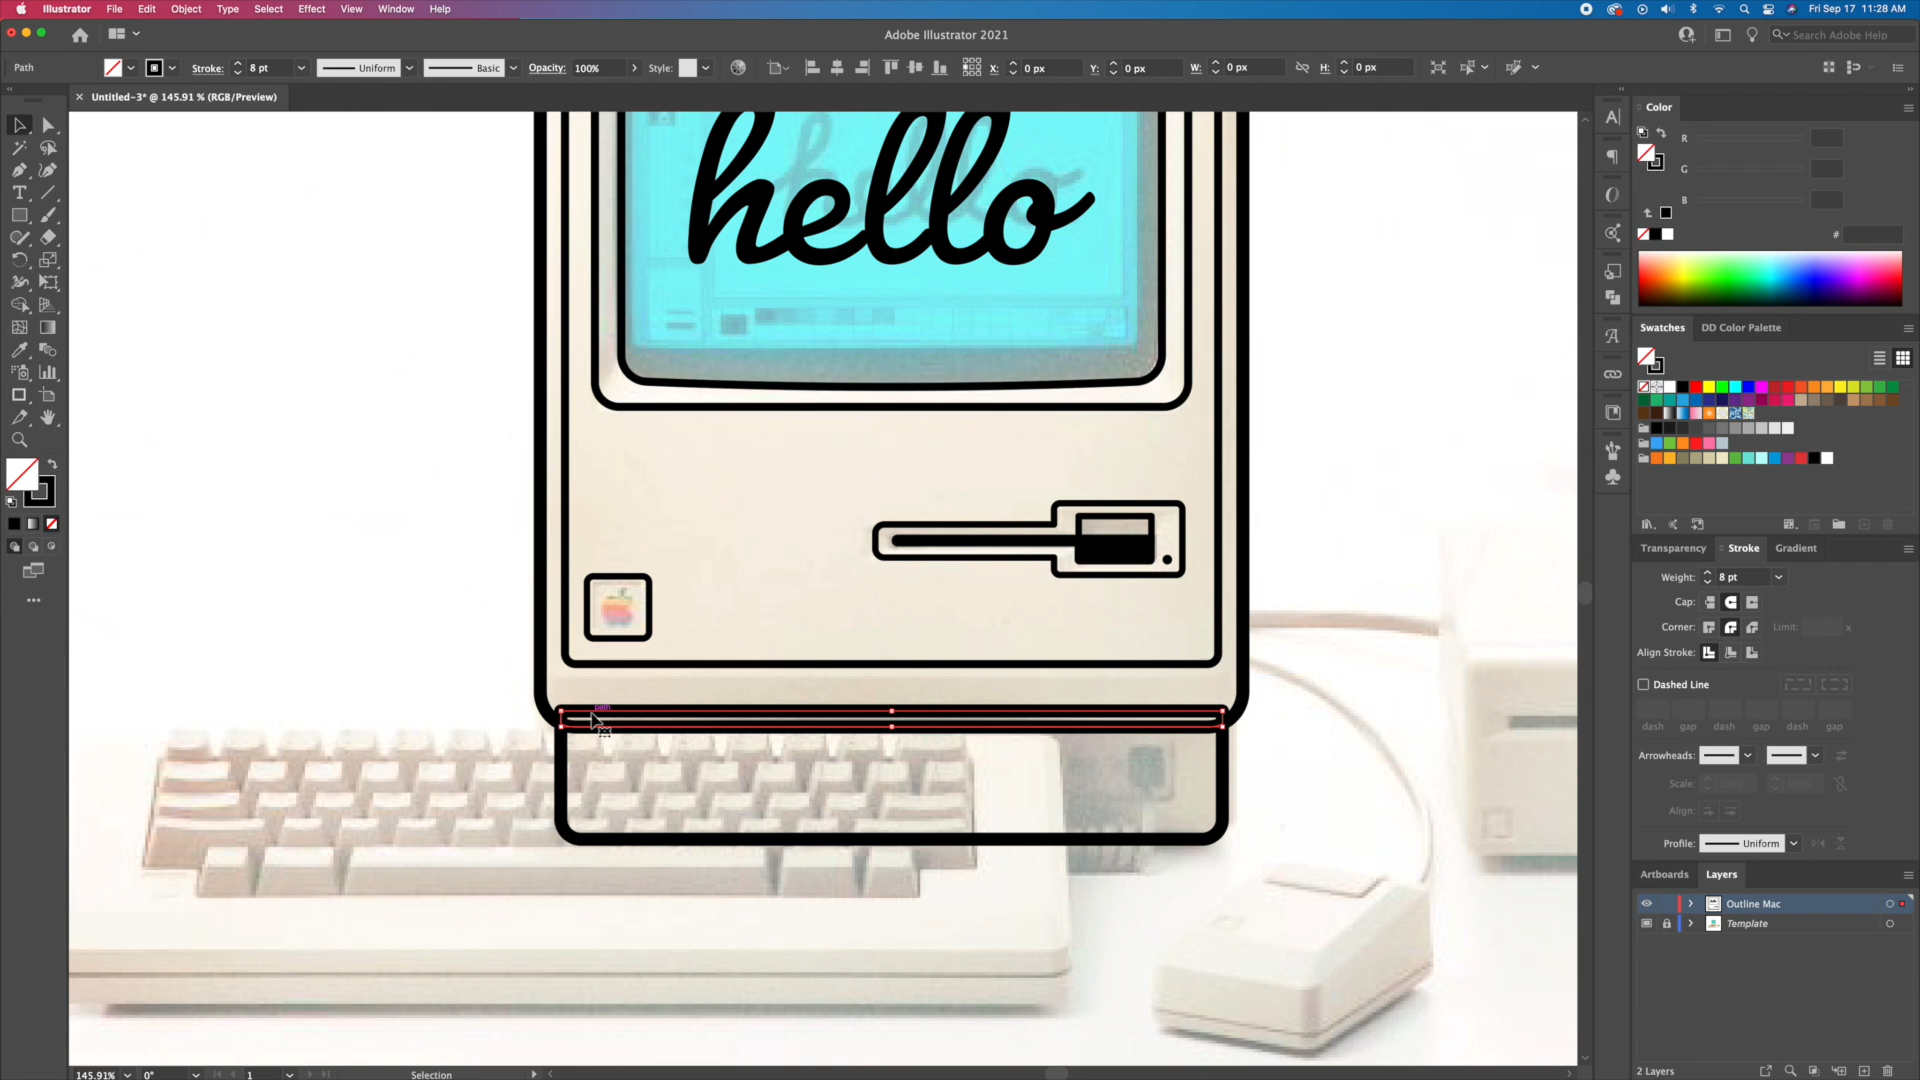 Illustrator File Edit Object Type Select Effect View Window Help
Fri Sep 17 11:28 AM
Adobe Illustrator 2021
Search Adobe Help
Path
Stroke: 8 pt
Uniform
Basic
Opacity: 100%
Style:
X: 0 px
Y: 0 px
W: 0 px
H: 0 px
× Untitled-3* @ 145.91 % (RGB/Preview)
hello
path
Color
R
G
B
#
Swatches DD Color Palette
Transparency Stroke Gradient
Weight: 8 pt
Cap:
Corner: Limit: x
Align Stroke:
Dashed Line
dash gap dash gap dash gap
Arrowheads:
Scale: 100% 100%
Align:
Profile: Uniform
Artboards Layers
Outline Mac
Template
2 Layers
145.91% 0° 1 Selection